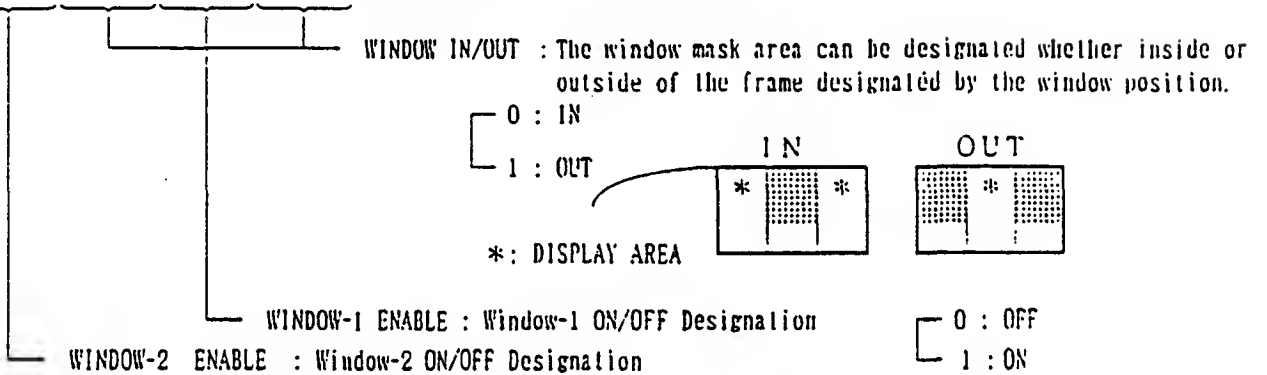 WINDOW IN/OUT : The window mask area can be designated whether inside or
outside of the frame designated by the window position.
0 : IN
1 : OUT
IN OUT
* * *
*: DISPLAY AREA
WINDOW-1 ENABLE : Window-1 ON/OFF Designation 0 : OFF
WINDOW-2 ENABLE : Window-2 ON/OFF Designation 1 : ON